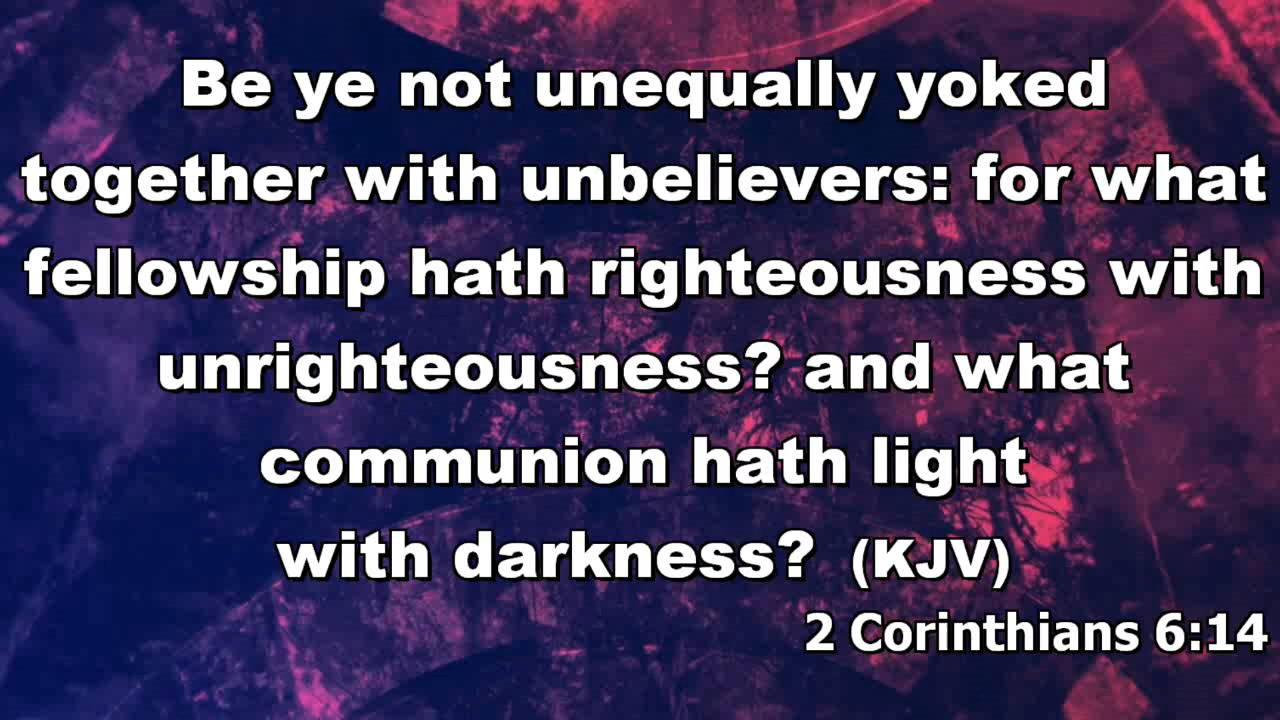 Be ye not unequally yoked
together with unbelievers: for what
fellowship hath righteousness with
unrighteousness? and what
communion hath light
with darkness? (KJV)
2 Corinthians 6:14